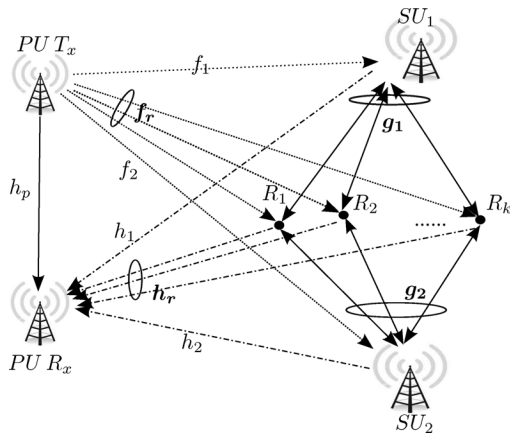 PU Tx
SU1
f1
fr
g1
f2
hp
R1
R2
Rk
......
h1
hr
g2
h2
PU Rx
SU2